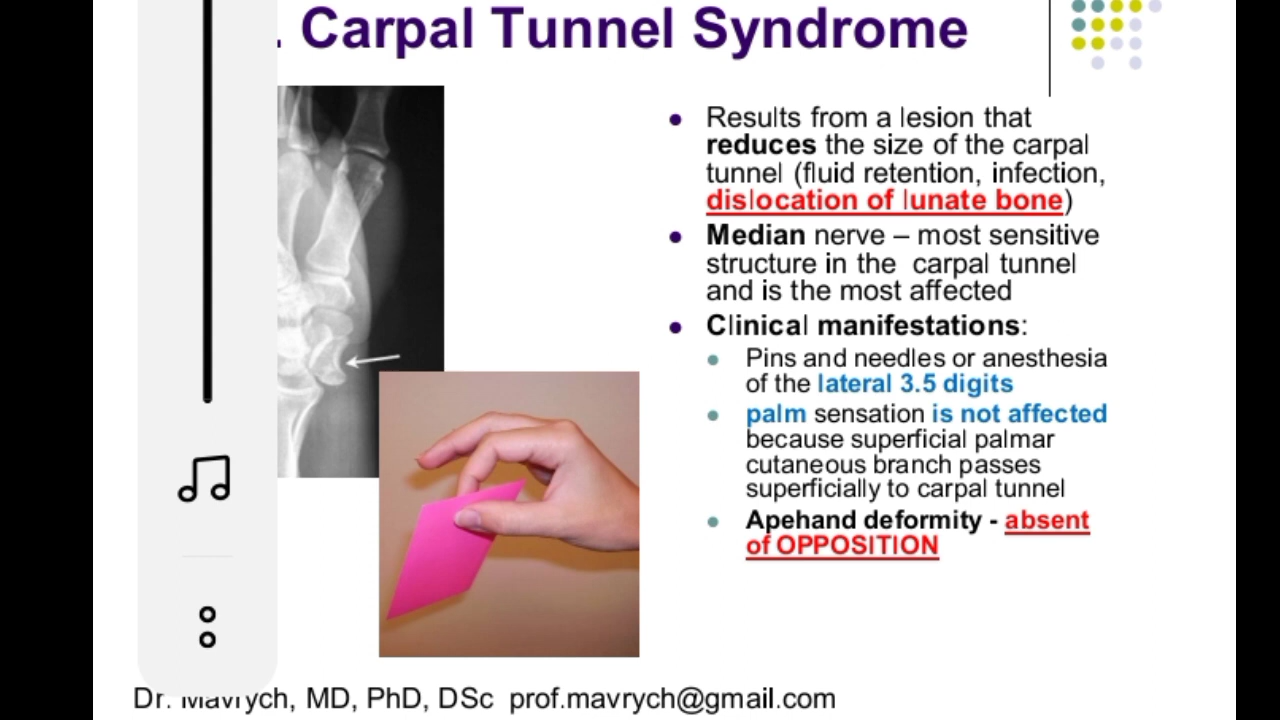 . Carpal Tunnel Syndrome
Results from a lesion that
reduces the size of the carpal
tunnel (fluid retention, infection,
dislocation of lunate bone)
Median nerve – most sensitive
structure in the carpal tunnel
and is the most affected
Clinical manifestations:
Pins and needles or anesthesia
of the lateral 3.5 digits
palm sensation is not affected
because superficial palmar
cutaneous branch passes
superficially to carpal tunnel
Apehand deformity - absent
of OPPOSITION
Dr. Mavrych, MD, PhD, DSc prof.mavrych@gmail.com